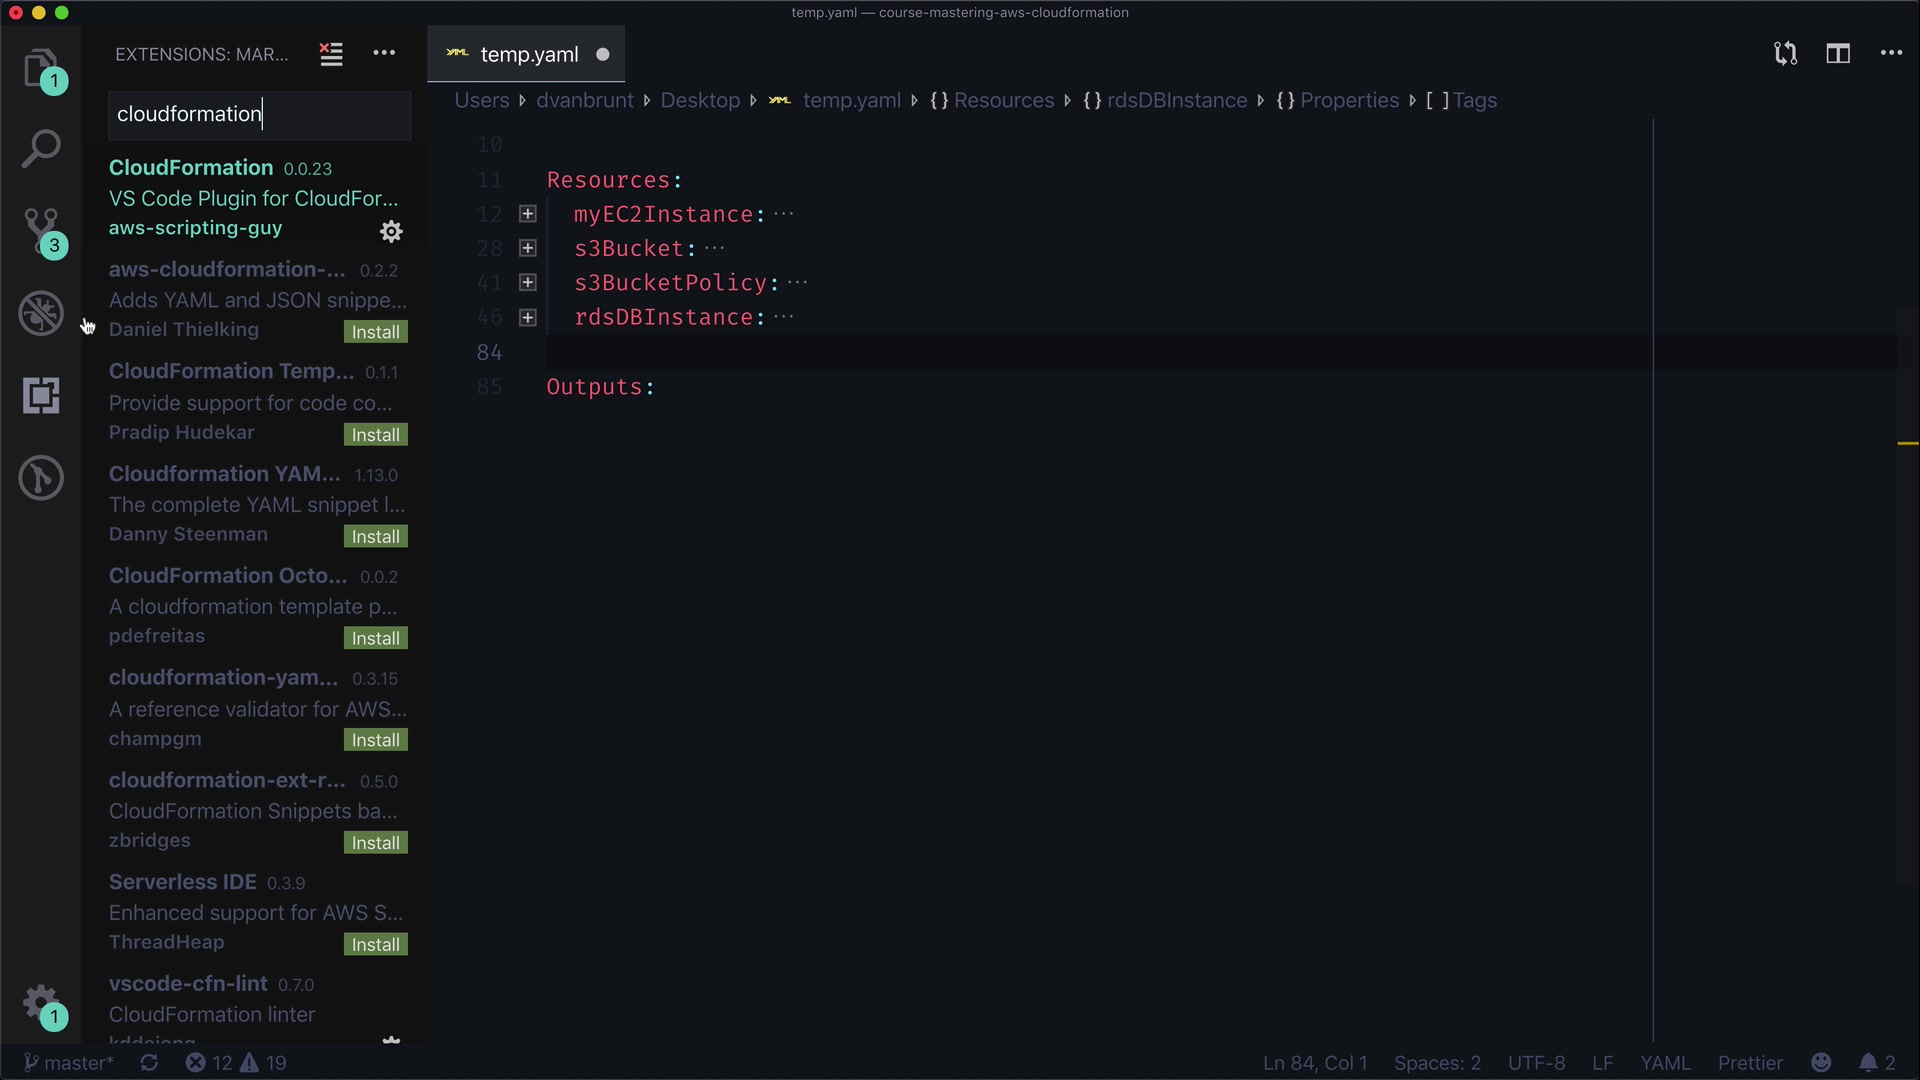 temp.yaml — course-mastering-aws-cloudformation
1
3
1
EXTENSIONS: MAR...
cloudformation
CloudFormation 0.0.23
VS Code Plugin for CloudFor...
aws-scripting-guy
aws-cloudformation-... 0.2.2
Adds YAML and JSON snippe...
Daniel Thielking Install
CloudFormation Temp... 0.1.1
Provide support for code co...
Pradip Hudekar Install
Cloudformation YAM... 1.13.0
The complete YAML snippet l...
Danny Steenman Install
CloudFormation Octo... 0.0.2
A cloudformation template p...
pdefreitas Install
cloudformation-yam... 0.3.15
A reference validator for AWS...
champgm Install
cloudformation-ext-r... 0.5.0
CloudFormation Snippets ba...
zbridges Install
Serverless IDE 0.3.9
Enhanced support for AWS S...
ThreadHeap Install
vscode-cfn-lint 0.7.0
CloudFormation linter
YAML temp.yaml
Users dvanbrunt Desktop YAML temp.yaml {} Resources {} rdsDBInstance {} Properties [ ] Tags
10
11 Resources:
12 myEC2Instance: ...
28 s3Bucket: ...
41 s3BucketPolicy: ...
46 rdsDBInstance: ...
84
85 Outputs:
master* 12 19 Ln 84, Col 1 Spaces: 2 UTF-8 LF YAML Prettier 2